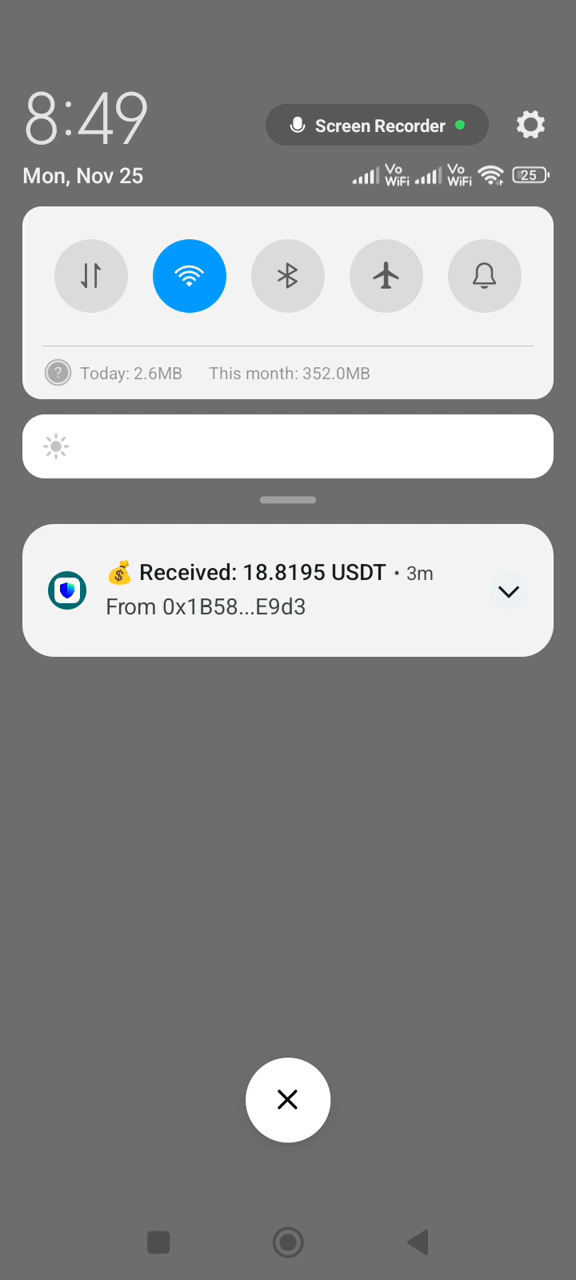 8:49
Screen Recorder
Mon, Nov 25
Vo WiFi
Vo WiFi
25
? Today: 2.6MB This month: 352.0MB
💰 Received: 18.8195 USDT • 3m
From 0x1B58...E9d3